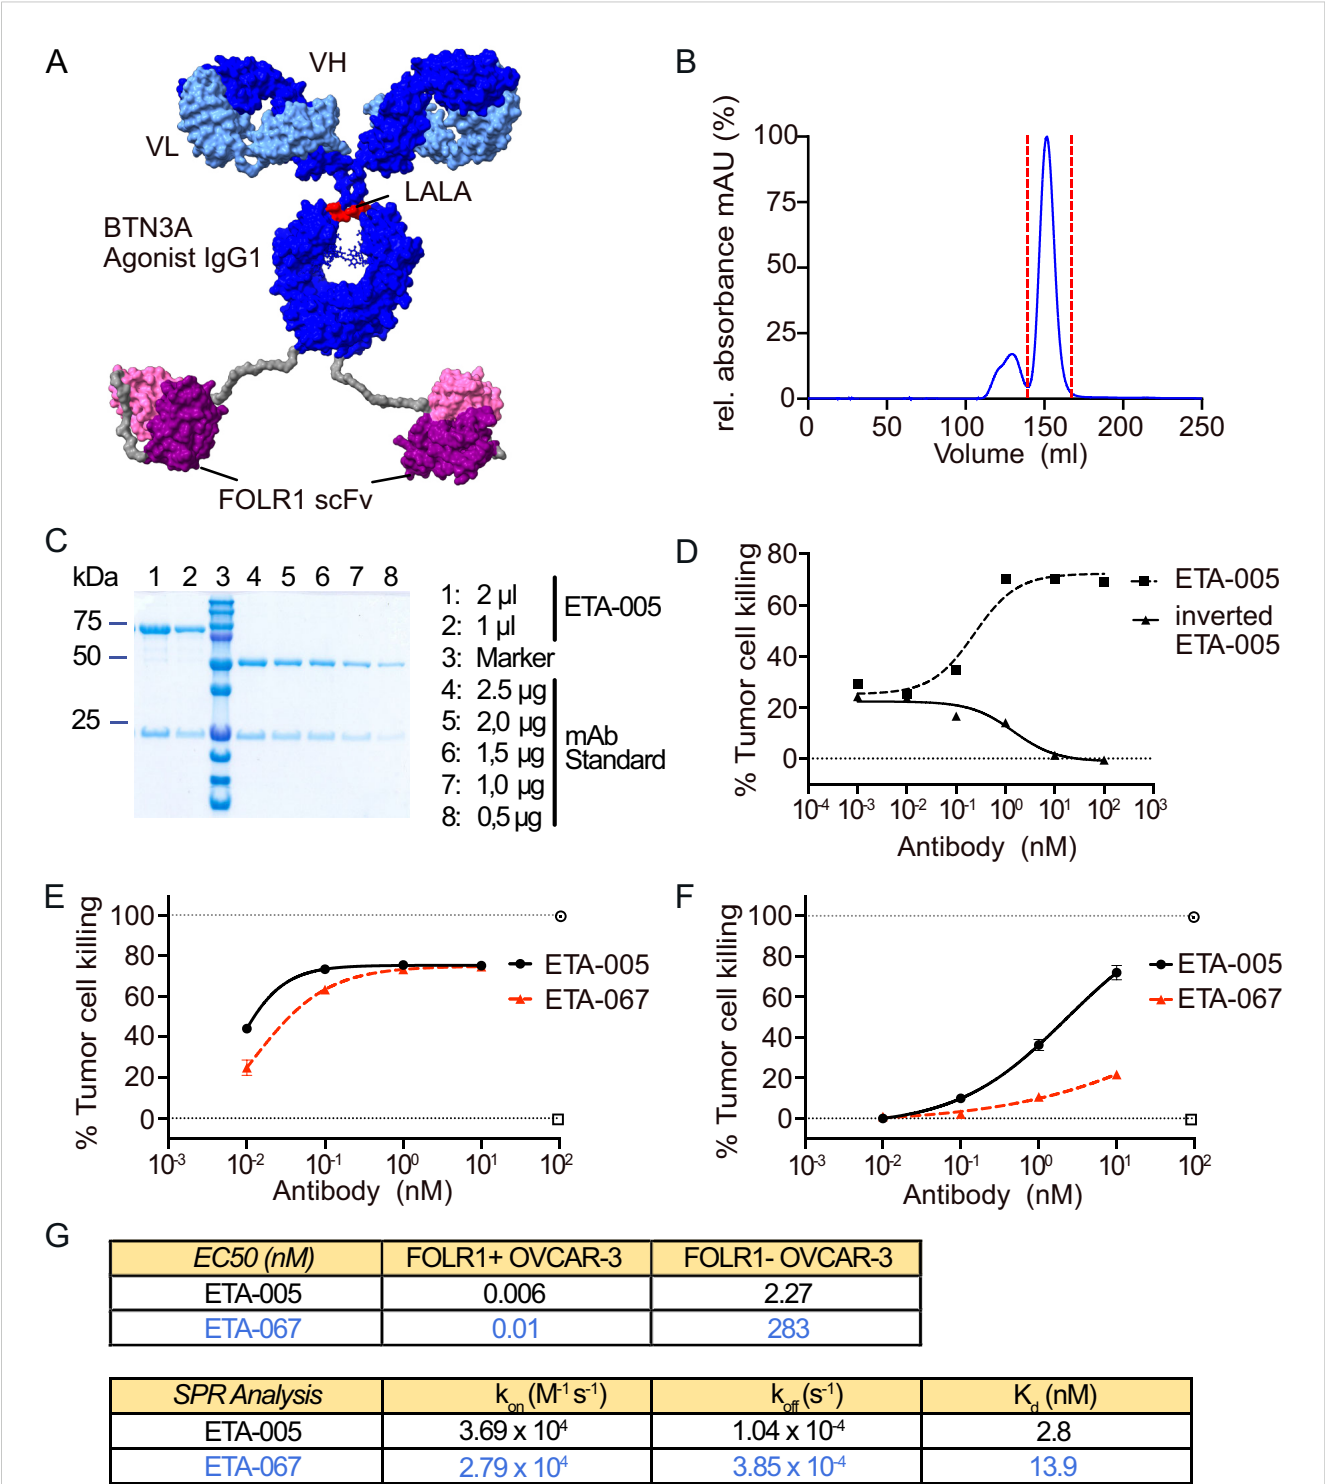 A
VH
VL
LALA
BTN3A
Agonist IgG1
FOLR1 scFv
B
rel. absorbance mAU (%)
100
75
50
25
0
0 50 100 150 200 250
Volume (ml)
C
kDa 1 2 3 4 5 6 7 8
75
50
25
1: 2 µl
2: 1 µl
ETA-005
3: Marker
4: 2.5 µg
5: 2,0 µg
6: 1,5 µg
7: 1,0 µg
8: 0,5 µg
mAb
Standard
D
% Tumor cell killing
80
60
40
20
0
10-4 10-3 10-2 10-1 100 101 102 103
Antibody (nM)
ETA-005
inverted
ETA-005
E
% Tumor cell killing
100
80
60
40
20
0
10-3 10-2 10-1 100 101 102
Antibody (nM)
ETA-005
ETA-067
F
% Tumor cell killing
100
80
60
40
20
0
10-3 10-2 10-1 100 101 102
Antibody (nM)
ETA-005
ETA-067
G
EC50 (nM) FOLR1+ OVCAR-3 FOLR1- OVCAR-3
ETA-005 0.006 2.27
ETA-067 0.01 283
SPR Analysis kon (M-1 s-1) koff (s-1) Kd (nM)
ETA-005 3.69 x 104 1.04 x 10-4 2.8
ETA-067 2.79 x 104 3.85 x 10-4 13.9